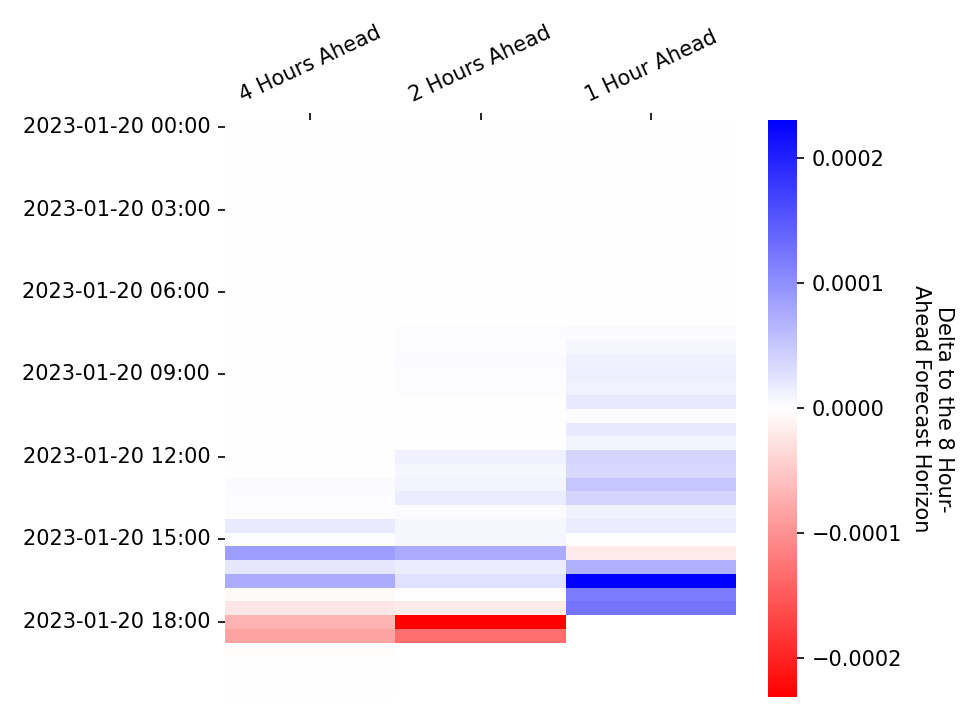 4 Hours Ahead
2 Hours Ahead
1 Hour Ahead
2023-01-20 00:00
2023-01-20 03:00
2023-01-20 06:00
2023-01-20 09:00
2023-01-20 12:00
2023-01-20 15:00
2023-01-20 18:00
0.0002
0.0001
0.0000
−0.0001
−0.0002
Delta to the 8 Hour-
Ahead Forecast Horizon